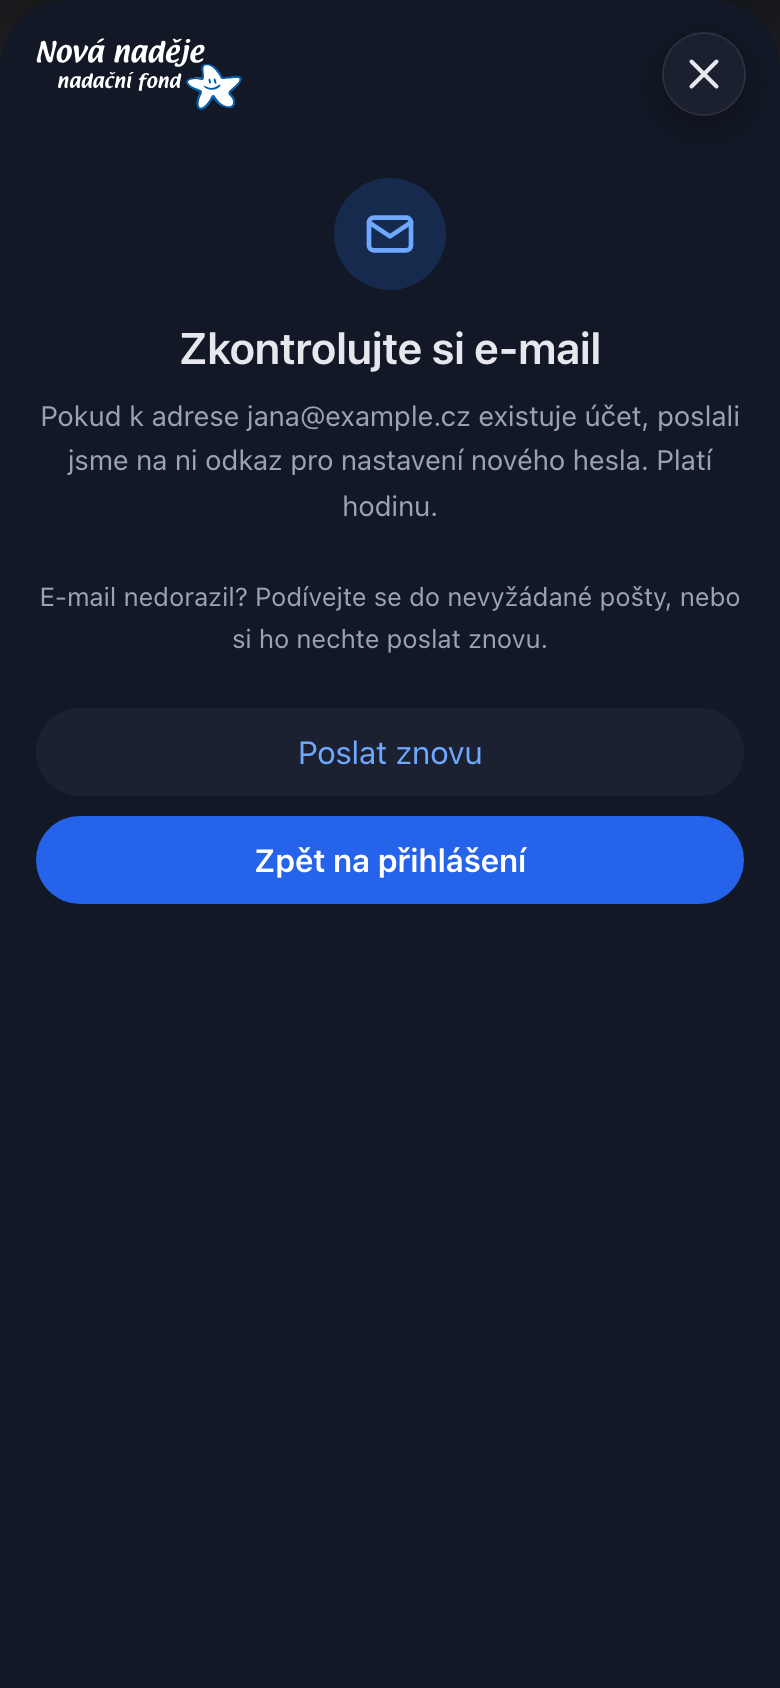 Nová naděje
nadační fond
Zkontrolujte si e-mail
Pokud k adrese jana@example.cz existuje účet, poslali
jsme na ni odkaz pro nastavení nového hesla. Platí
hodinu.
E-mail nedorazil? Podívejte se do nevyžádané pošty, nebo
si ho nechte poslat znovu.
Poslat znovu
Zpět na přihlášení